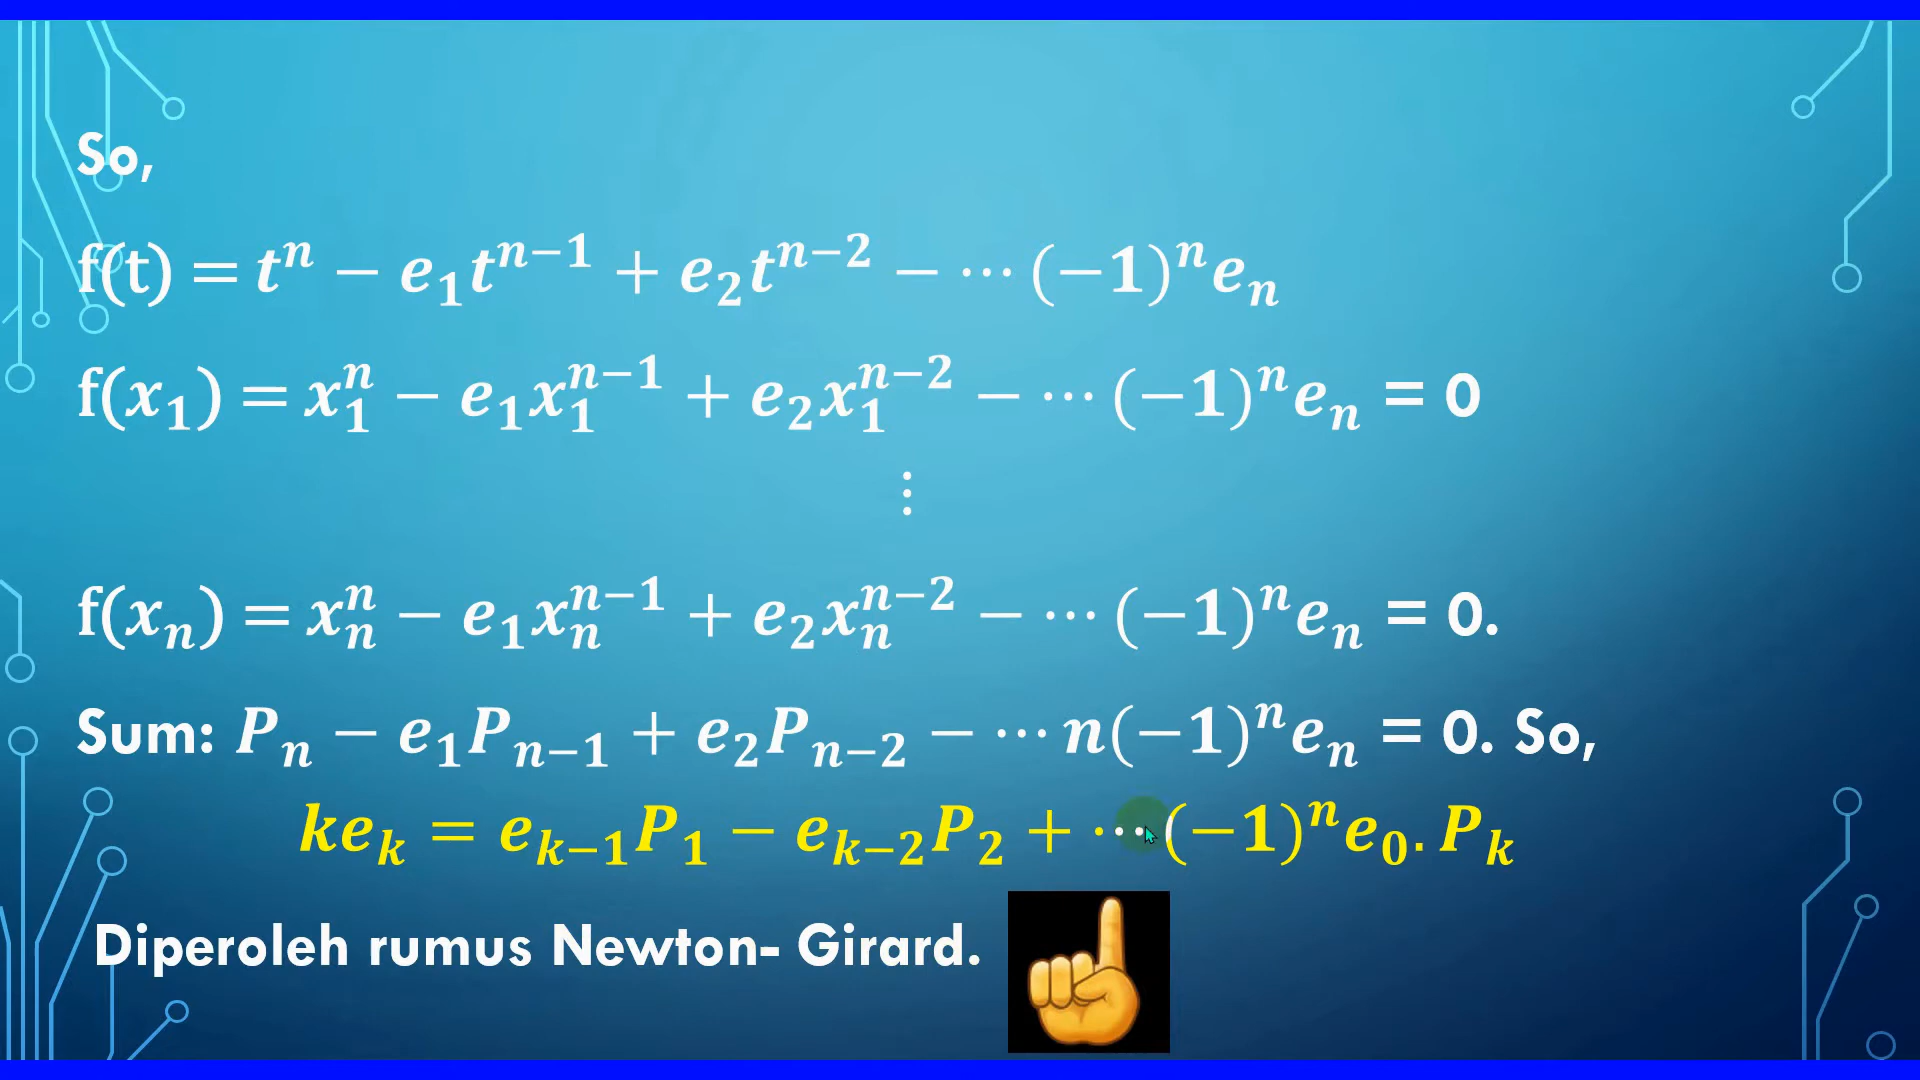 So,
f(t) = tⁿ − e₁tⁿ⁻¹ + e₂tⁿ⁻² − ⋯ (−1)ⁿeₙ
f(x₁) = x₁ⁿ − e₁x₁ⁿ⁻¹ + e₂x₁ⁿ⁻² − ⋯ (−1)ⁿeₙ = 0
⋮
f(xₙ) = xₙⁿ − e₁xₙⁿ⁻¹ + e₂xₙⁿ⁻² − ⋯ (−1)ⁿeₙ = 0.
Sum: Pₙ − e₁Pₙ₋₁ + e₂Pₙ₋₂ − ⋯ n(−1)ⁿeₙ = 0. So,
keₖ = eₖ₋₁P₁ − eₖ₋₂P₂ + ⋯ (−1)ⁿe₀. Pₖ
Diperoleh rumus Newton- Girard.